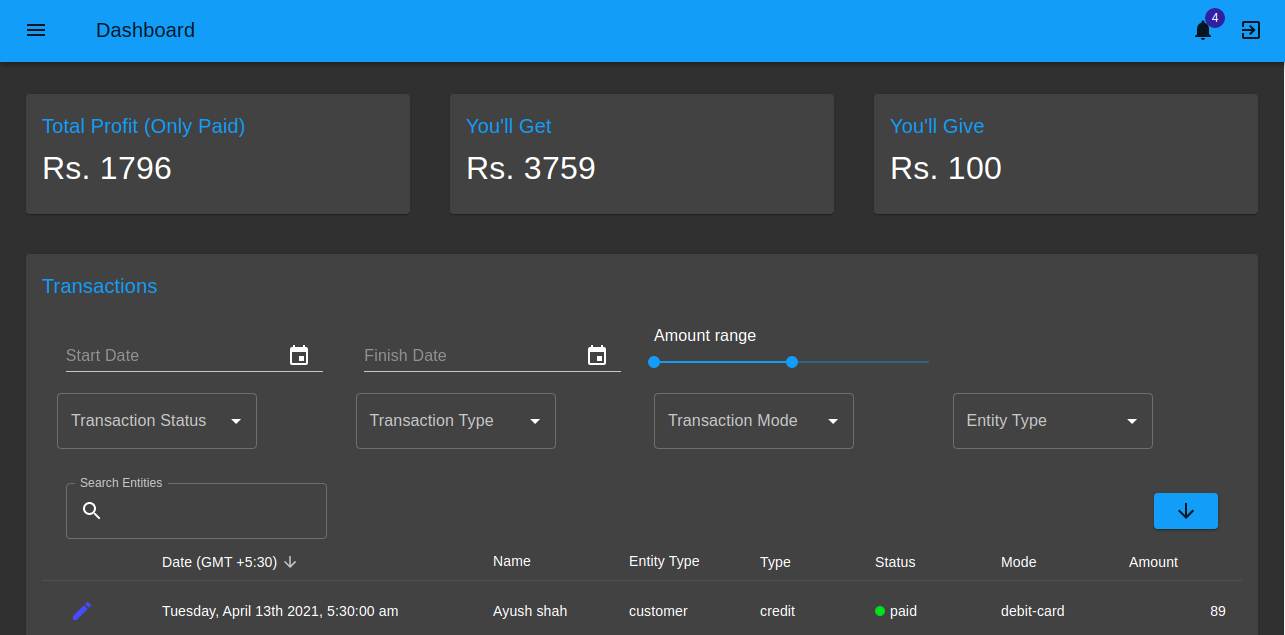 Dashboard
4
Total Profit (Only Paid)
Rs. 1796
You'll Get
Rs. 3759
You'll Give
Rs. 100
Transactions
Start Date
Finish Date
Amount range
Transaction Status
Transaction Type
Transaction Mode
Entity Type
Search Entities
Date (GMT +5:30) Name Entity Type Type Status Mode Amount
Tuesday, April 13th 2021, 5:30:00 am Ayush shah customer credit paid debit-card 89